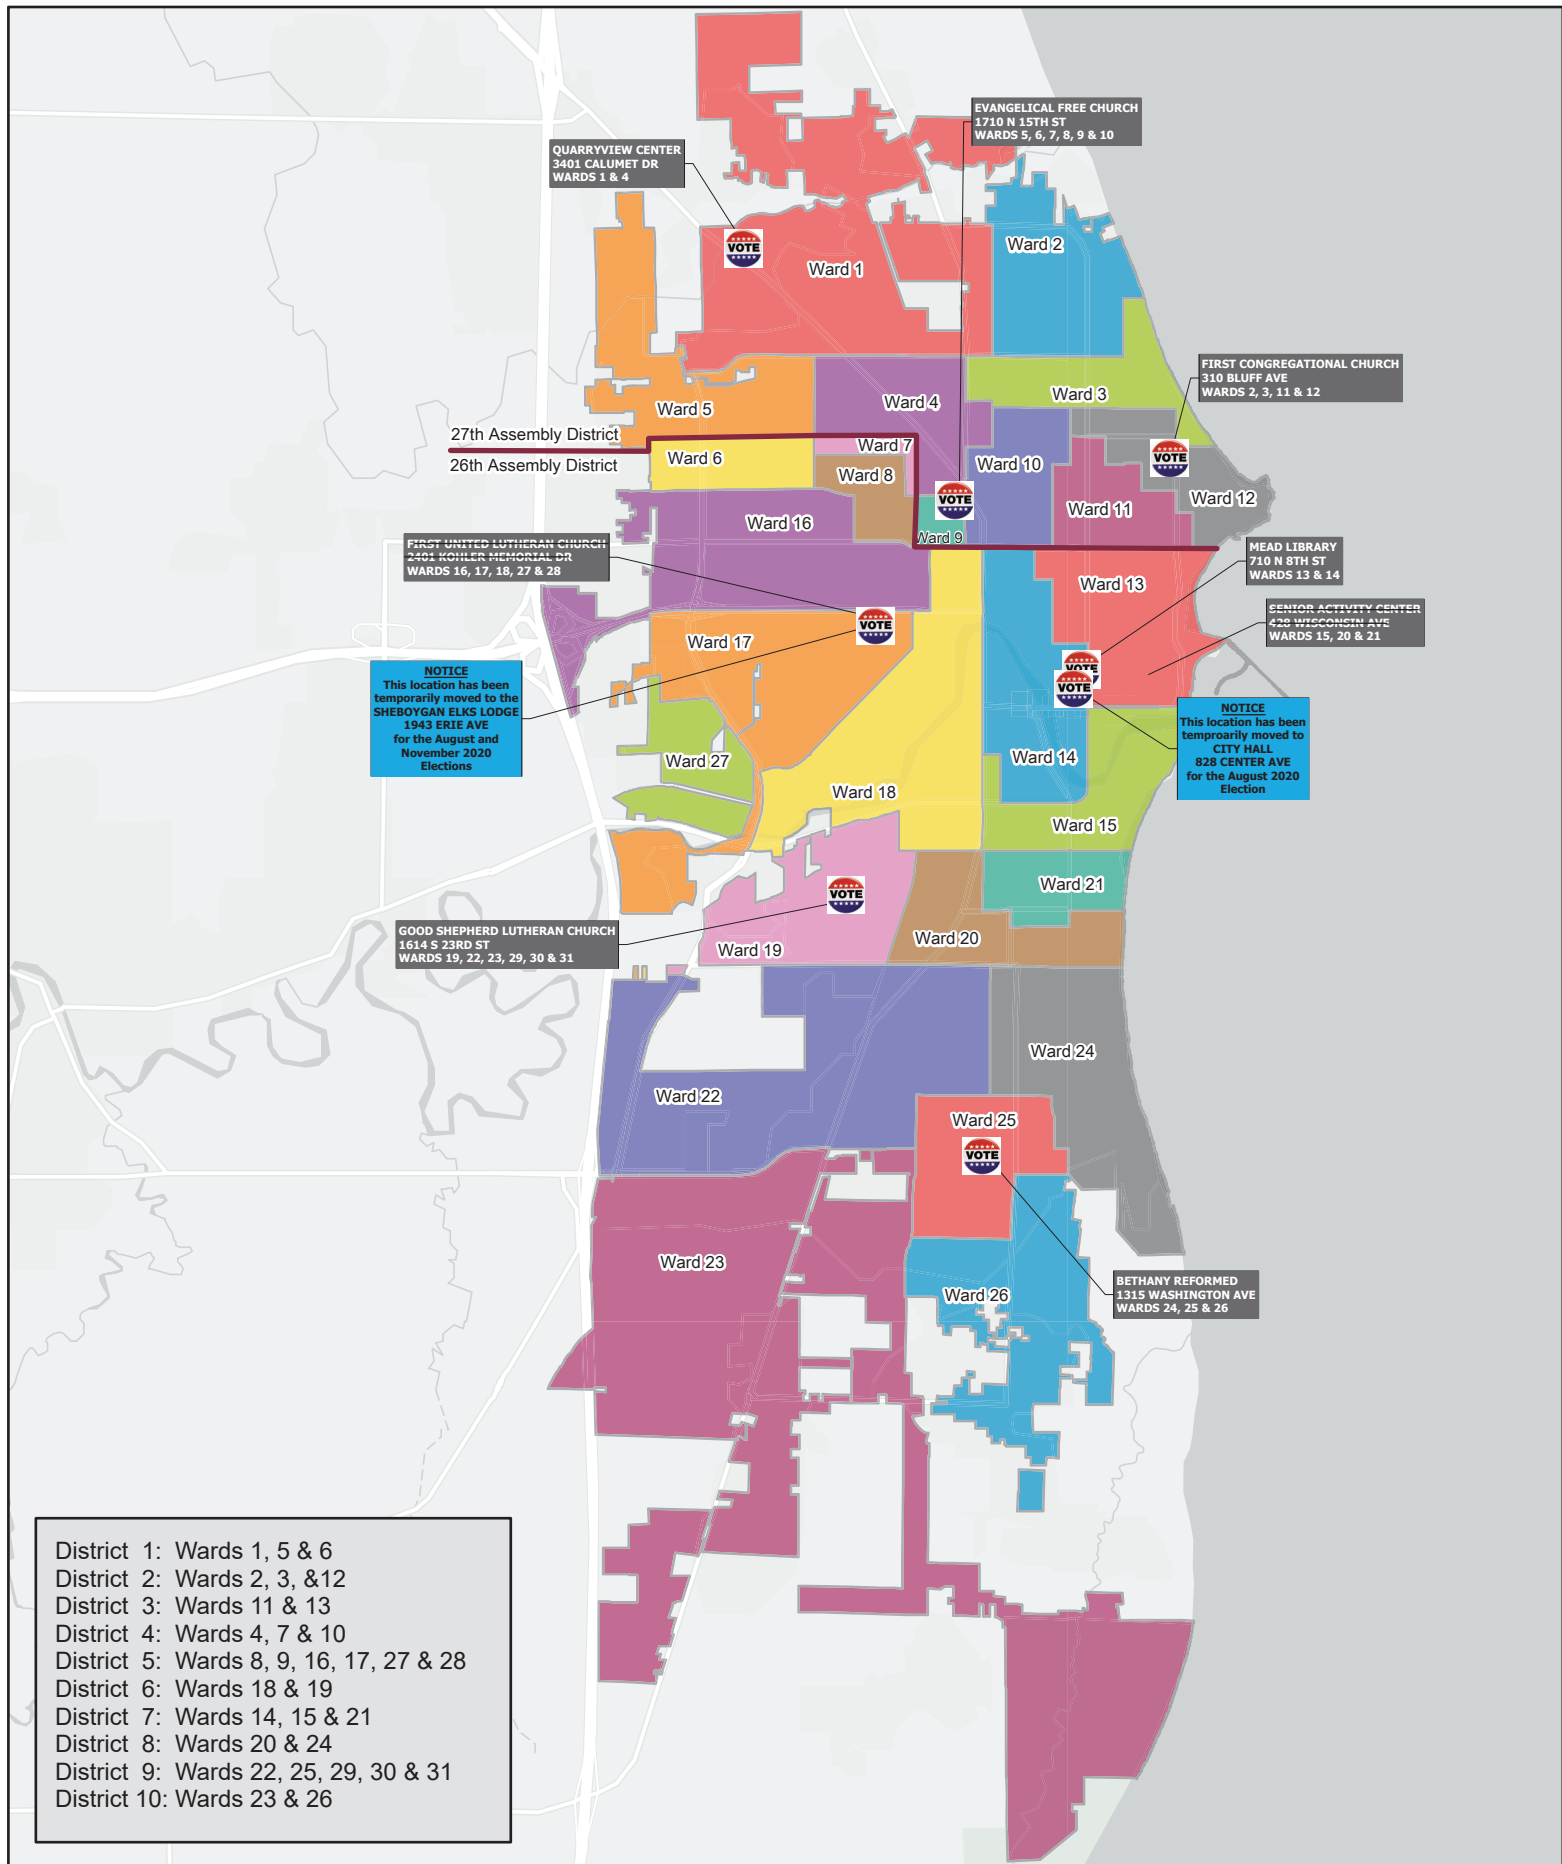 EVANGELICAL FREE CHURCH
1710 N 15TH ST
WARDS 5, 6, 7, 8, 9 & 10
QUARRYVIEW CENTER
3401 CALUMET DR
WARDS 1 & 4
VOTE
Ward 1
Ward 2
FIRST CONGREGATIONAL CHURCH
310 BLUFF AVE
WARDS 2, 3, 11 & 12
Ward 3
Ward 4
Ward 5
27th Assembly District
26th Assembly District
Ward 6
Ward 7
Ward 8
Ward 10
VOTE
Ward 12
VOTE
Ward 11
Ward 16
Ward 9
FIRST UNITED LUTHERAN CHURCH
2401 KOHLER MEMORIAL DR
WARDS 16, 17, 18, 27 & 28
MEAD LIBRARY
710 N 8TH ST
WARDS 13 & 14
Ward 13
SENIOR ACTIVITY CENTER
428 WISCONSIN AVE
WARDS 15, 20 & 21
VOTE
Ward 17
VOTE
VOTE
NOTICE
This location has been
temporarily moved to the
SHEBOYGAN ELKS LODGE
1943 ERIE AVE
for the August and
November 2020
Elections
NOTICE
This location has been
temproarily moved to
CITY HALL
828 CENTER AVE
for the August 2020
Election
Ward 14
Ward 27
Ward 18
Ward 15
Ward 21
VOTE
GOOD SHEPHERD LUTHERAN CHURCH
1614 S 23RD ST
WARDS 19, 22, 23, 29, 30 & 31
Ward 19
Ward 20
Ward 24
Ward 22
Ward 25
VOTE
Ward 23
Ward 26
BETHANY REFORMED
1315 WASHINGTON AVE
WARDS 24, 25 & 26
District 1: Wards 1, 5 & 6
District 2: Wards 2, 3, &12
District 3: Wards 11 & 13
District 4: Wards 4, 7 & 10
District 5: Wards 8, 9, 16, 17, 27 & 28
District 6: Wards 18 & 19
District 7: Wards 14, 15 & 21
District 8: Wards 20 & 24
District 9: Wards 22, 25, 29, 30 & 31
District 10: Wards 23 & 26